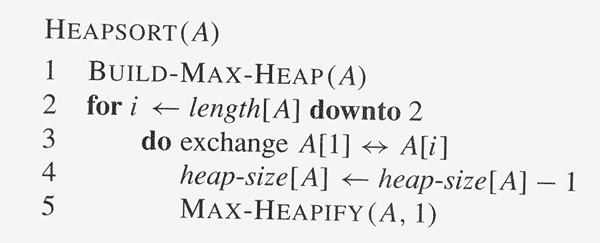 HEAPSORT(A)
1 BUILD-MAX-HEAP(A)
2 for i ← length[A] downto 2
3 do exchange A[1] ↔ A[i]
4 heap-size[A] ← heap-size[A] − 1
5 MAX-HEAPIFY(A, 1)